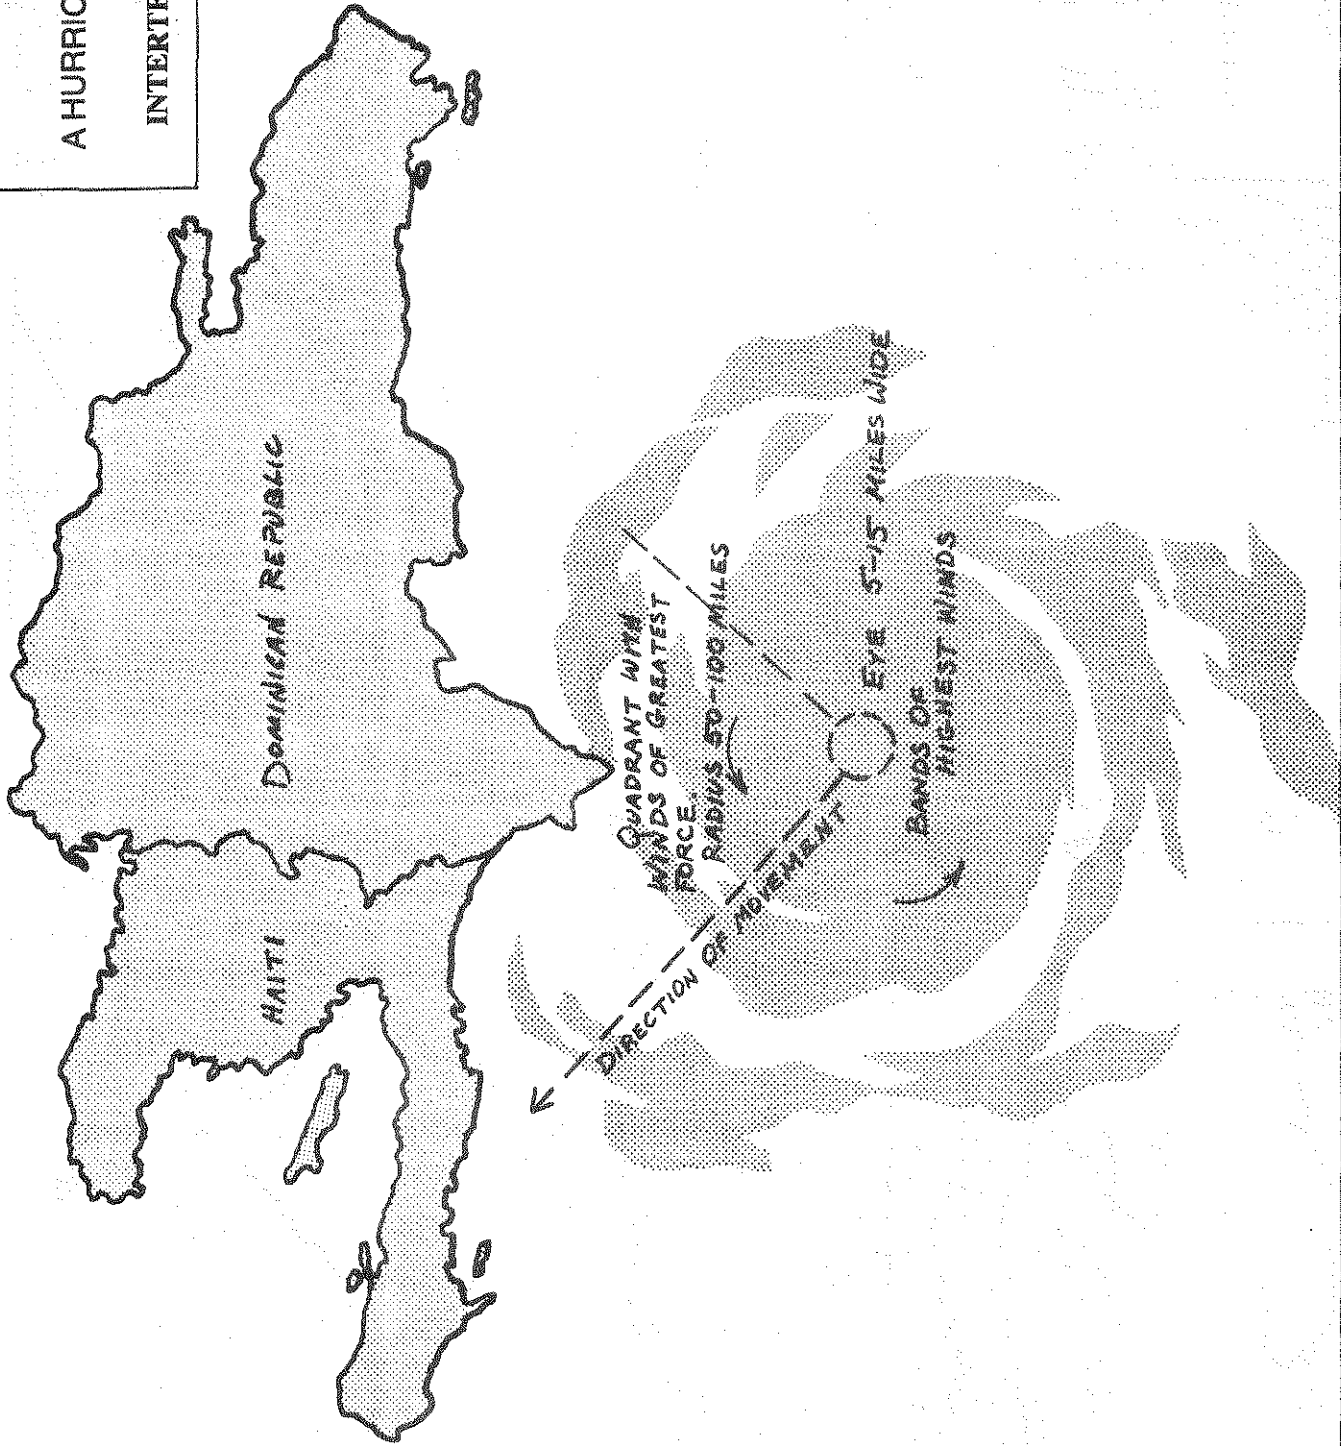 A HURRIC
INTERTE
DOMINICAN REPUBLIC
HAITI
QUADRANT WITH
WINDS OF GREATEST
FORCE.
RADIUS 50-100 MILES
DIRECTION OF MOVEMENT
EYE 5-15 MILES WIDE
BANDS OF
HIGHEST WINDS